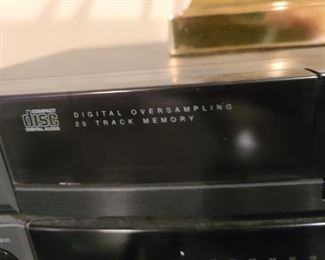 COMPACT
disc
DIGITAL AUDIO
DIGITAL OVERSAMPLING
20 TRACK MEMORY